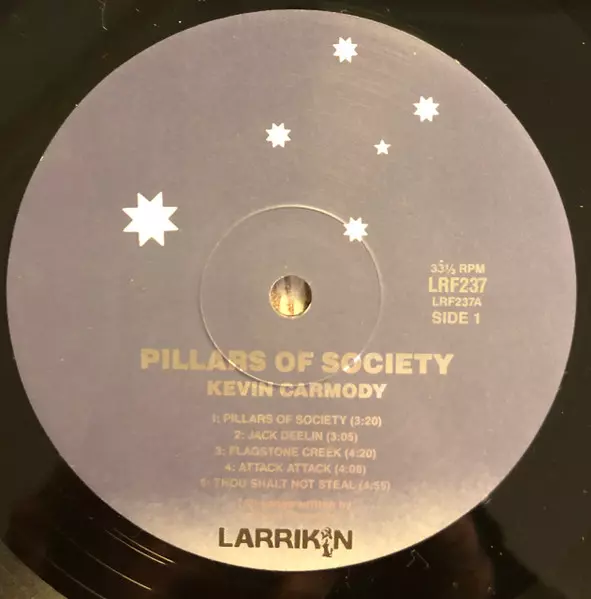 33⅓ RPM
LRF237
LRF237A
SIDE 1
PILLARS OF SOCIETY
KEVIN CARMODY
1: PILLARS OF SOCIETY (3:20)
2: JACK DEELIN (3:05)
3: FLAGSTONE CREEK (4:20)
4: ATTACK ATTACK (4:08)
5: THOU SHALT NOT STEAL (4:55)
LARRIKIN